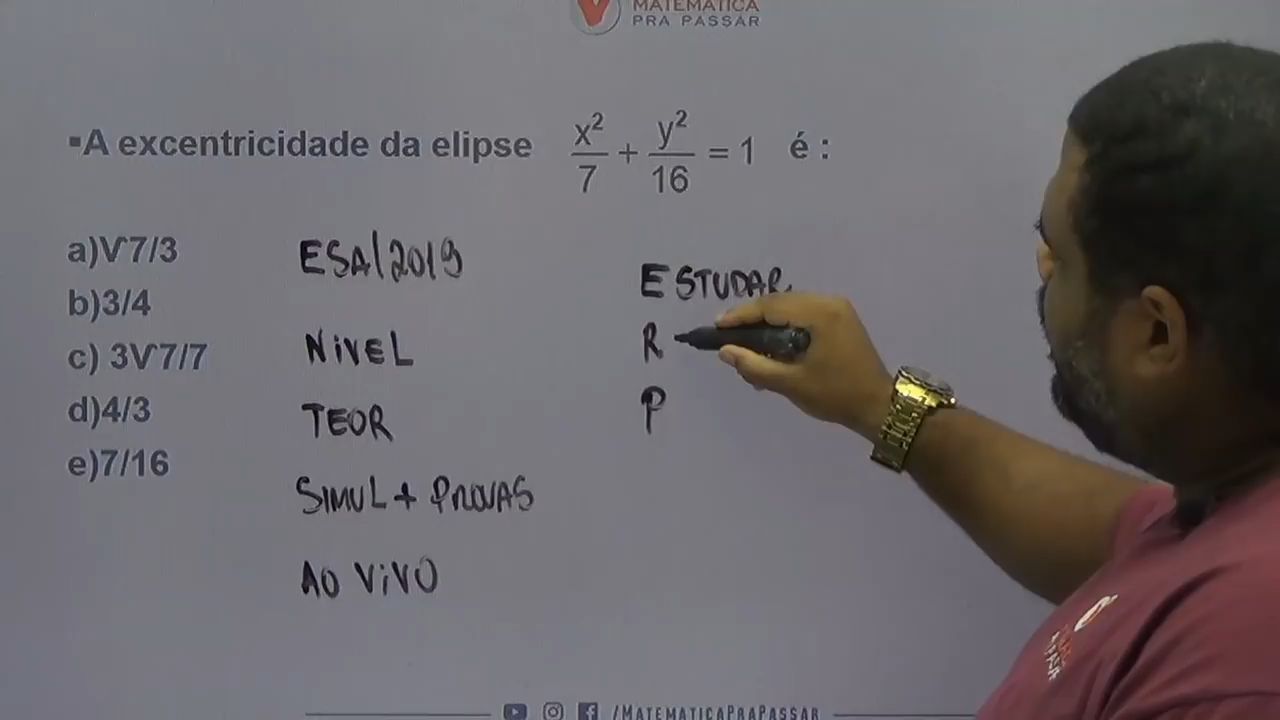 MATEMÁTICA
PRA PASSAR
▪A excentricidade da elipse x²/7 + y²/16 = 1 é :
a)√7/3
b)3/4
c) 3√7/7
d)4/3
e)7/16
ESA/2019
NíVEL
TEOR
SIMUL + PROVAS
AO ViVO
ESTUDAR
R
P
/MATEMATICAPRAPASSAR